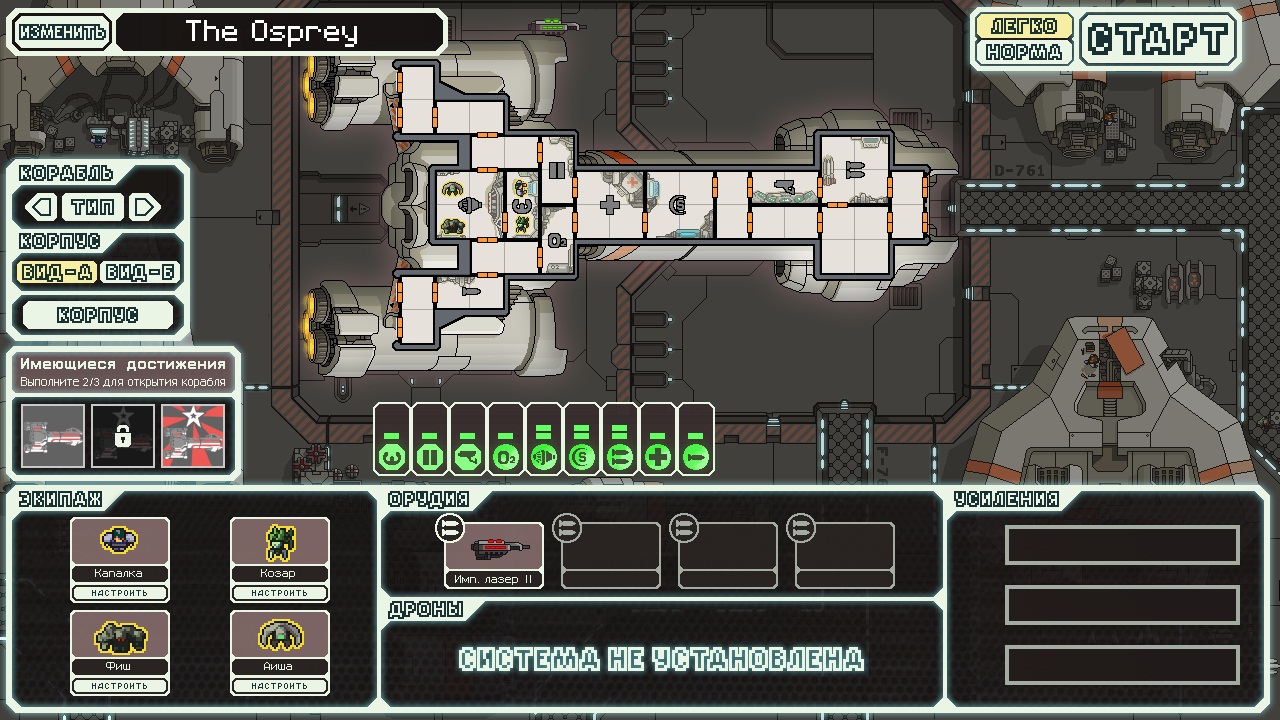 ИЗМЕНИТЬ
The Osprey
ЛЕГКО
НОРМА
СТАРТ
КОРАБЛЬ
ТИП
КОРПУС
ВИД-А
ВИД-Б
КОРПУС
Имеющиеся достижения
Выполните 2/3 для открытия корабля
D-761
O2
O2
S
ЭКИПАЖ
Капалка
НАСТРОИТЬ
Козар
НАСТРОИТЬ
Фиш
НАСТРОИТЬ
Аиша
НАСТРОИТЬ
ОРУДИЯ
Имп. лазер II
ДРОНЫ
СИСТЕМА НЕ УСТАНОВЛЕНА
УСИЛЕНИЯ